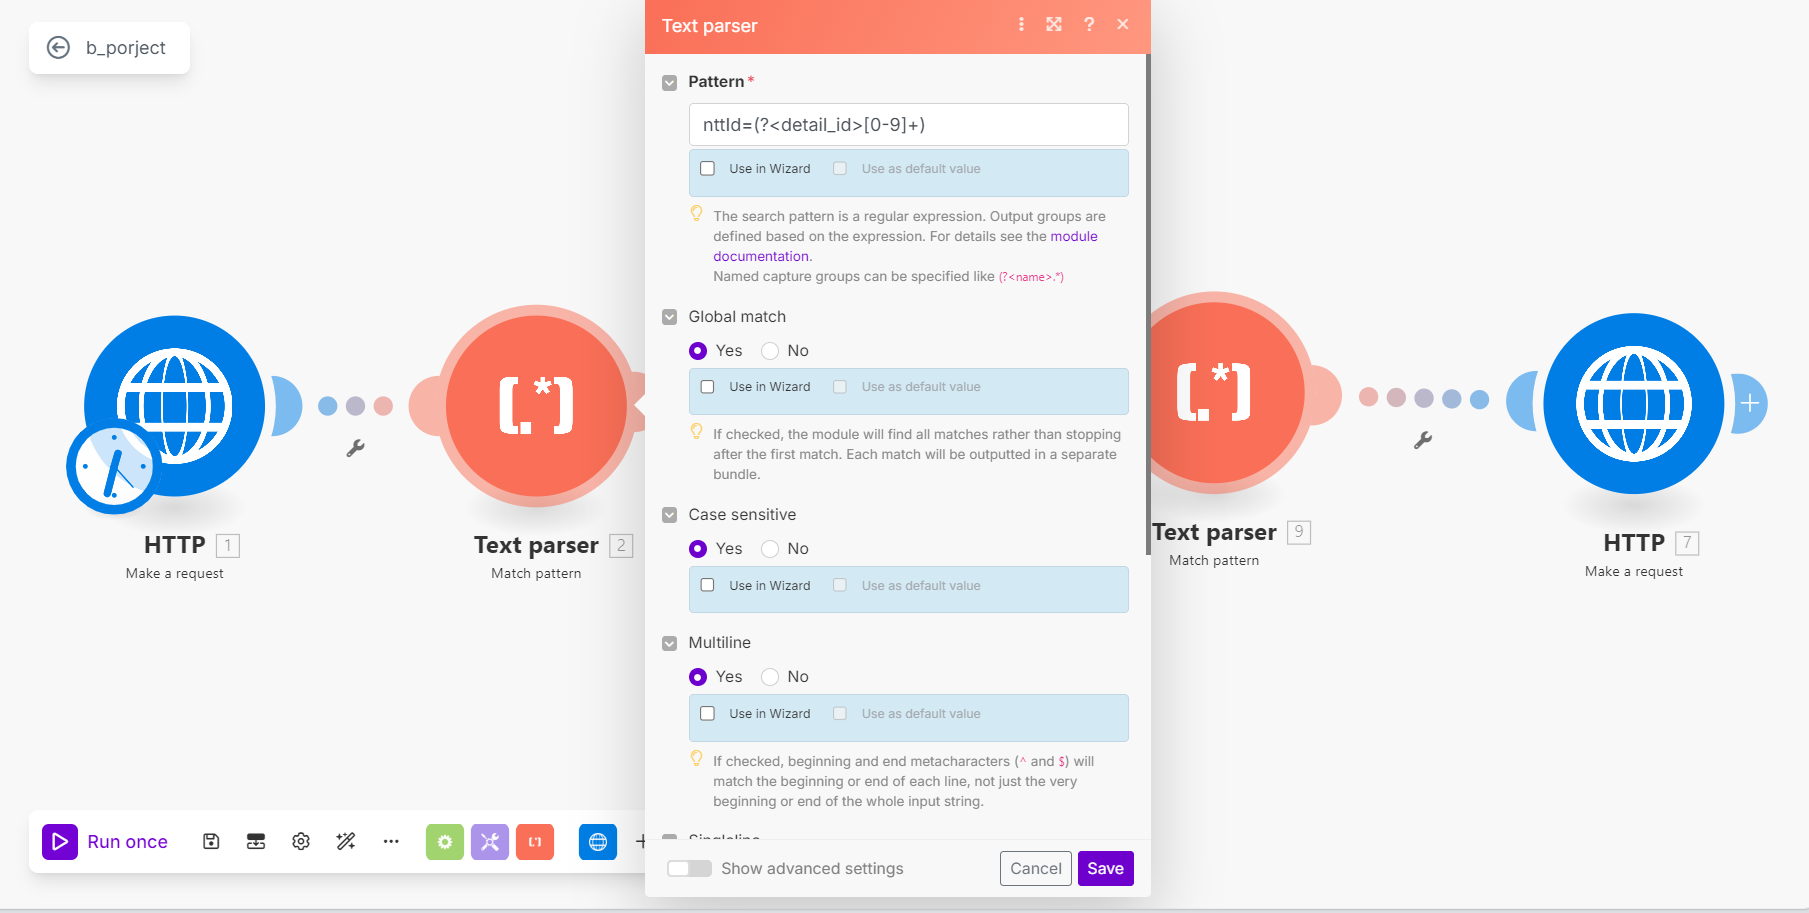 b_porject
Text parser
?
Pattern *
nttId=(?<detail_id>[0-9]+)
Use in Wizard Use as default value
The search pattern is a regular expression. Output groups are
defined based on the expression. For details see the module
documentation.
Named capture groups can be specified like (?<name>.*)
Global match
Yes No
Use in Wizard Use as default value
If checked, the module will find all matches rather than stopping
after the first match. Each match will be outputted in a separate
bundle.
Case sensitive
Yes No
Use in Wizard Use as default value
Multiline
Yes No
Use in Wizard Use as default value
If checked, beginning and end metacharacters (^ and $) will
match the beginning or end of each line, not just the very
beginning or end of the whole input string.
Singleline
Show advanced settings Cancel Save
HTTP 1
Make a request
Text parser 2
Match pattern
Text parser 9
Match pattern
HTTP 7
Make a request
Run once